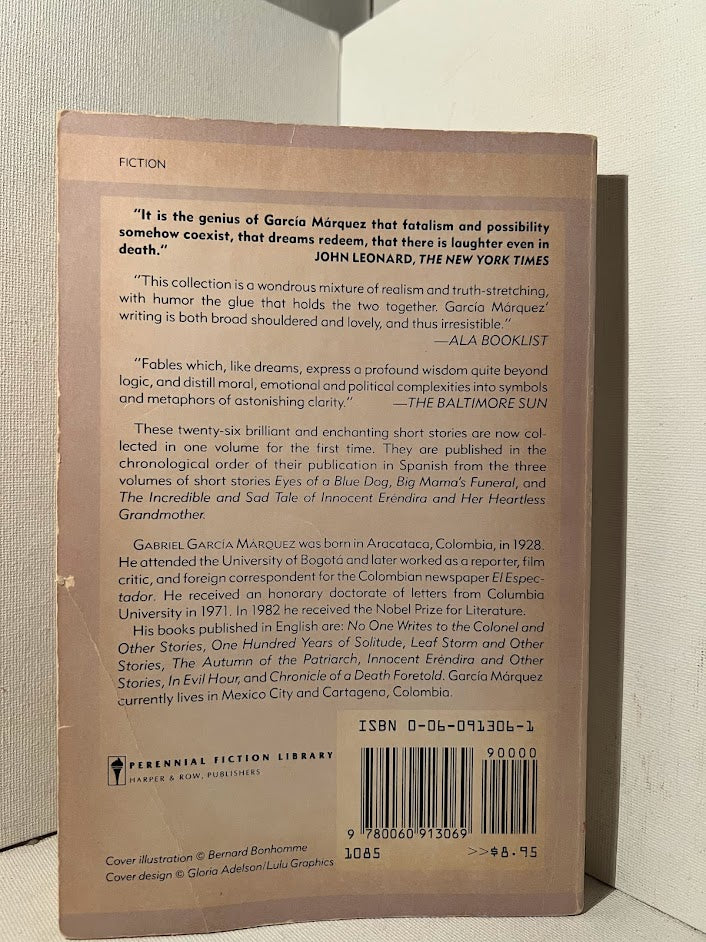 FICTION
"It is the genius of García Márquez that fatalism and possibility
somehow coexist, that dreams redeem, that there is laughter even in
death." JOHN LEONARD, THE NEW YORK TIMES
"This collection is a wondrous mixture of realism and truth-stretching,
with humor the glue that holds the two together. García Márquez'
writing is both broad shouldered and lovely, and thus irresistible."
—ALA BOOKLIST
"Fables which, like dreams, express a profound wisdom quite beyond
logic, and distill moral, emotional and political complexities into symbols
and metaphors of astonishing clarity." —THE BALTIMORE SUN
These twenty-six brilliant and enchanting short stories are now col-
lected in one volume for the first time. They are published in the
chronological order of their publication in Spanish from the three
volumes of short stories Eyes of a Blue Dog, Big Mama's Funeral, and
The Incredible and Sad Tale of Innocent Eréndira and Her Heartless
Grandmother.
GABRIEL GARCÍA MÁRQUEZ was born in Aracataca, Colombia, in 1928.
He attended the University of Bogotá and later worked as a reporter, film
critic, and foreign correspondent for the Colombian newspaper El Espec-
tador. He received an honorary doctorate of letters from Columbia
University in 1971. In 1982 he received the Nobel Prize for Literature.
His books published in English are: No One Writes to the Colonel and
Other Stories, One Hundred Years of Solitude, Leaf Storm and Other
Stories, The Autumn of the Patriarch, Innocent Eréndira and Other
Stories, In Evil Hour, and Chronicle of a Death Foretold. García Márquez
currently lives in Mexico City and Cartagena, Colombia.
ISBN 0-06-091306-1
90000
PERENNIAL FICTION LIBRARY
HARPER & ROW, PUBLISHERS
9 780060 913069
1085 >>$8.95
Cover illustration © Bernard Bonhomme
Cover design © Gloria Adelson/Lulu Graphics